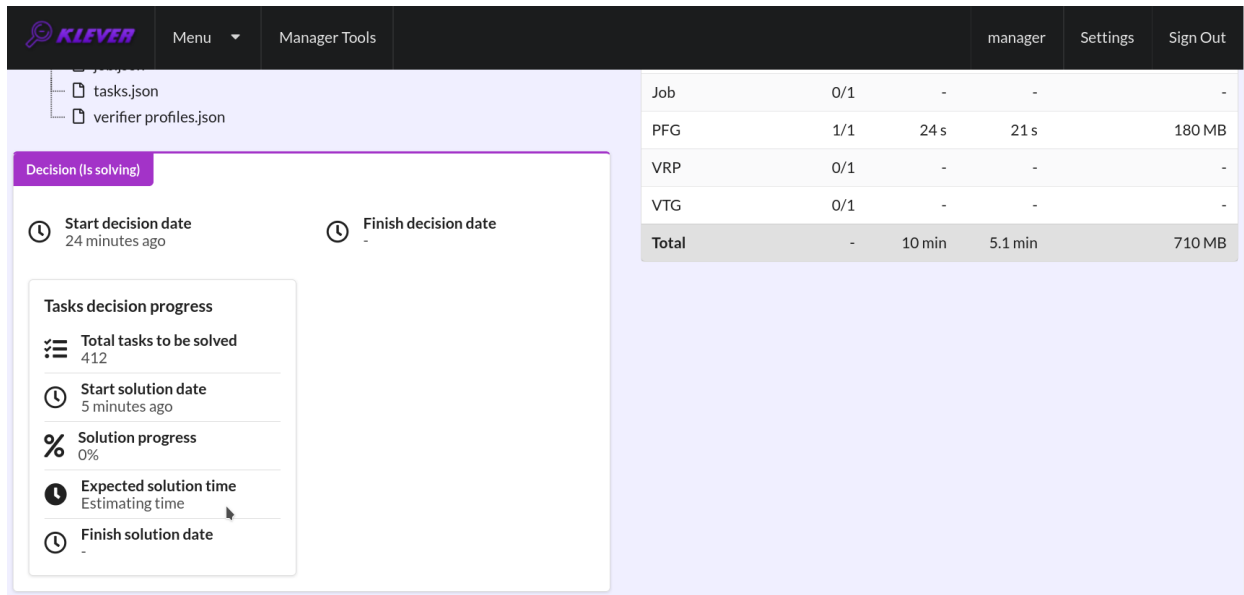 KLEVER Menu Manager Tools manager Settings Sign Out
tasks.json
verifier profiles.json
Decision (Is solving)
Start decision date
24 minutes ago
Finish decision date
-
Tasks decision progress
Total tasks to be solved
412
Start solution date
5 minutes ago
Solution progress
0%
Expected solution time
Estimating time
Finish solution date
-
Job 0/1 - - -
PFG 1/1 24 s 21 s 180 MB
VRP 0/1 - - -
VTG 0/1 - - -
Total - 10 min 5.1 min 710 MB